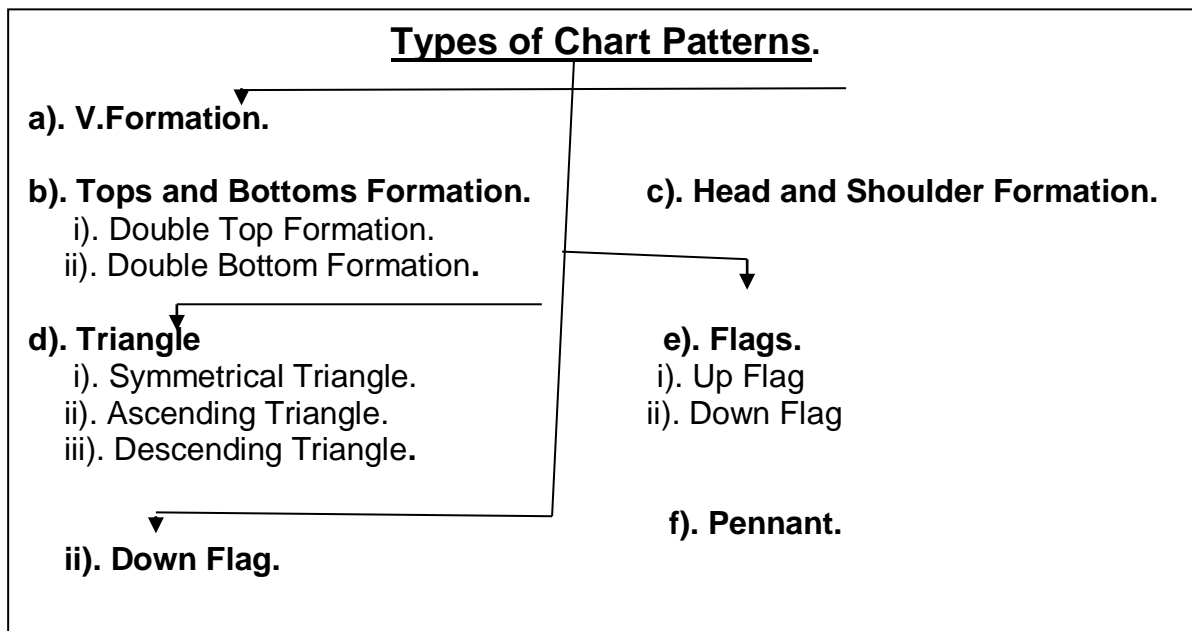 Types of Chart Patterns.
a). V.Formation.
b). Tops and Bottoms Formation.
i). Double Top Formation.
ii). Double Bottom Formation.
c). Head and Shoulder Formation.
d). Triangle
i). Symmetrical Triangle.
ii). Ascending Triangle.
iii). Descending Triangle.
e). Flags.
i). Up Flag
ii). Down Flag
ii). Down Flag.
f). Pennant.